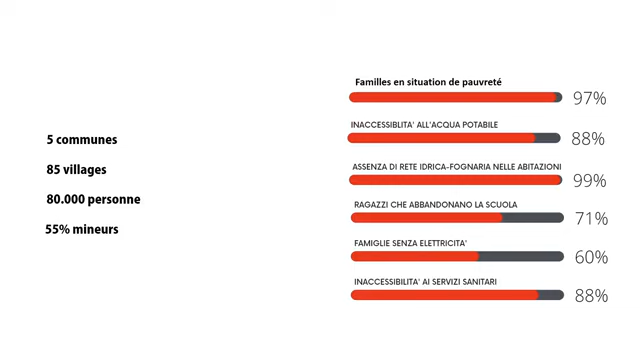 5 communes
85 villages
80.000 personne
55% mineurs
Familles en situation de pauvreté
97%
INACCESSIBLITA' ALL'ACQUA POTABILE
88%
ASSENZA DI RETE IDRICA-FOGNARIA NELLE ABITAZIONI
99%
RAGAZZI CHE ABBANDONANO LA SCUOLA
71%
FAMIGLIE SENZA ELETTRICITA'
60%
INACCESSIBILITA' AI SERVIZI SANITARI
88%